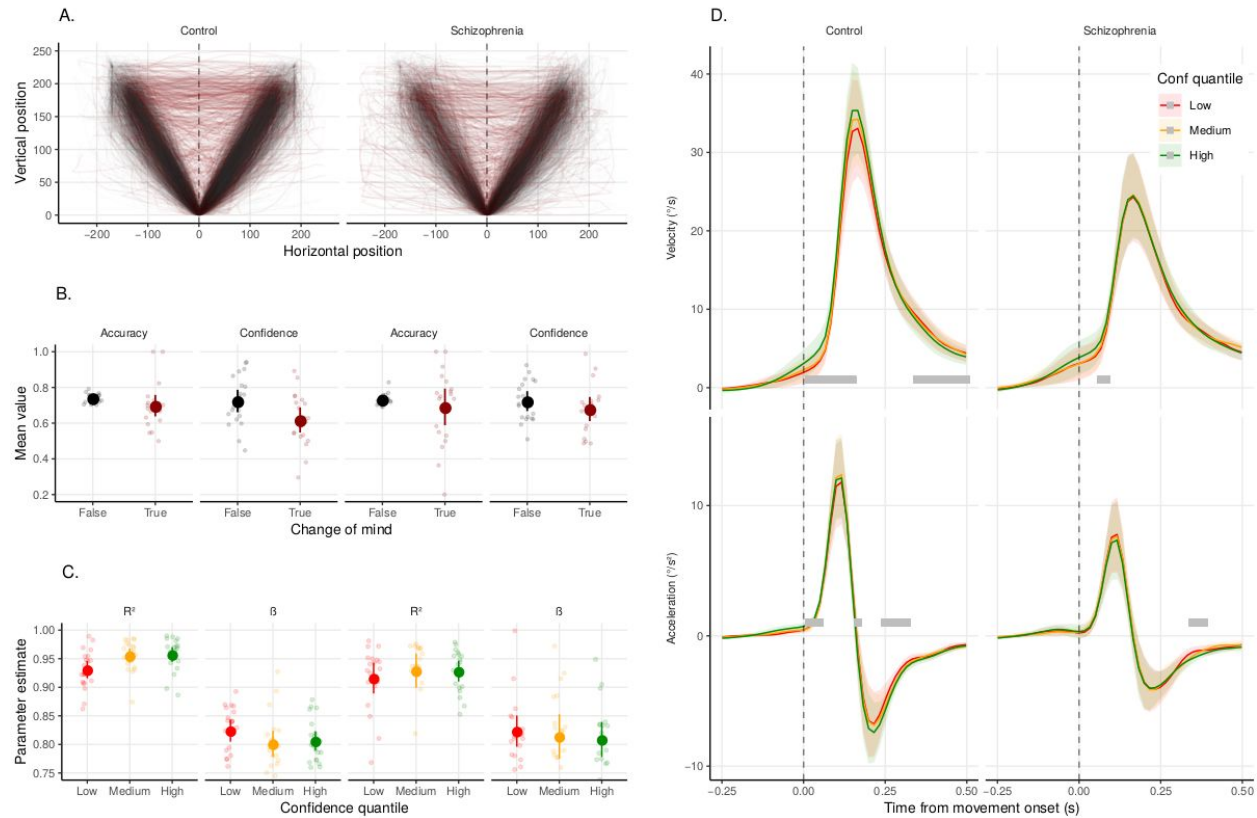 A.
Control Schizophrenia
250
200
150
100
50
0
Vertical position
−200 −100 0 100 200 −200 −100 0 100 200
Horizontal position
B.
Accuracy Confidence Accuracy Confidence
1.0
0.8
0.6
0.4
0.2
Mean value
False True False True False True False True
Change of mind
C.
R² ß R² ß
1.00
0.95
0.90
0.85
0.80
0.75
Parameter estimate
Low Medium High Low Medium High Low Medium High Low Medium High
Confidence quantile
D.
Control Schizophrenia
Conf quantile
Low
Medium
High
40
30
20
10
0
Velocity (°/s)
10
0
−10
Acceleration (°/s²)
−0.25 0.00 0.25 0.50 −0.25 0.00 0.25 0.50
Time from movement onset (s)